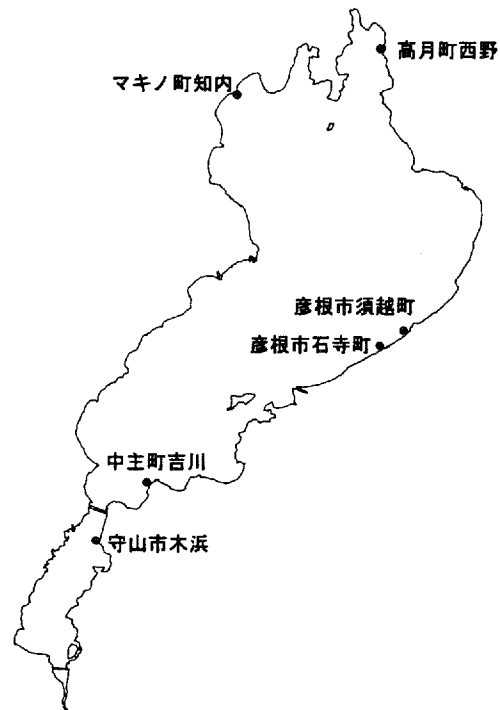 高月町西野
マキノ町知内
彦根市須越町
彦根市石寺町
中主町吉川
守山市木浜